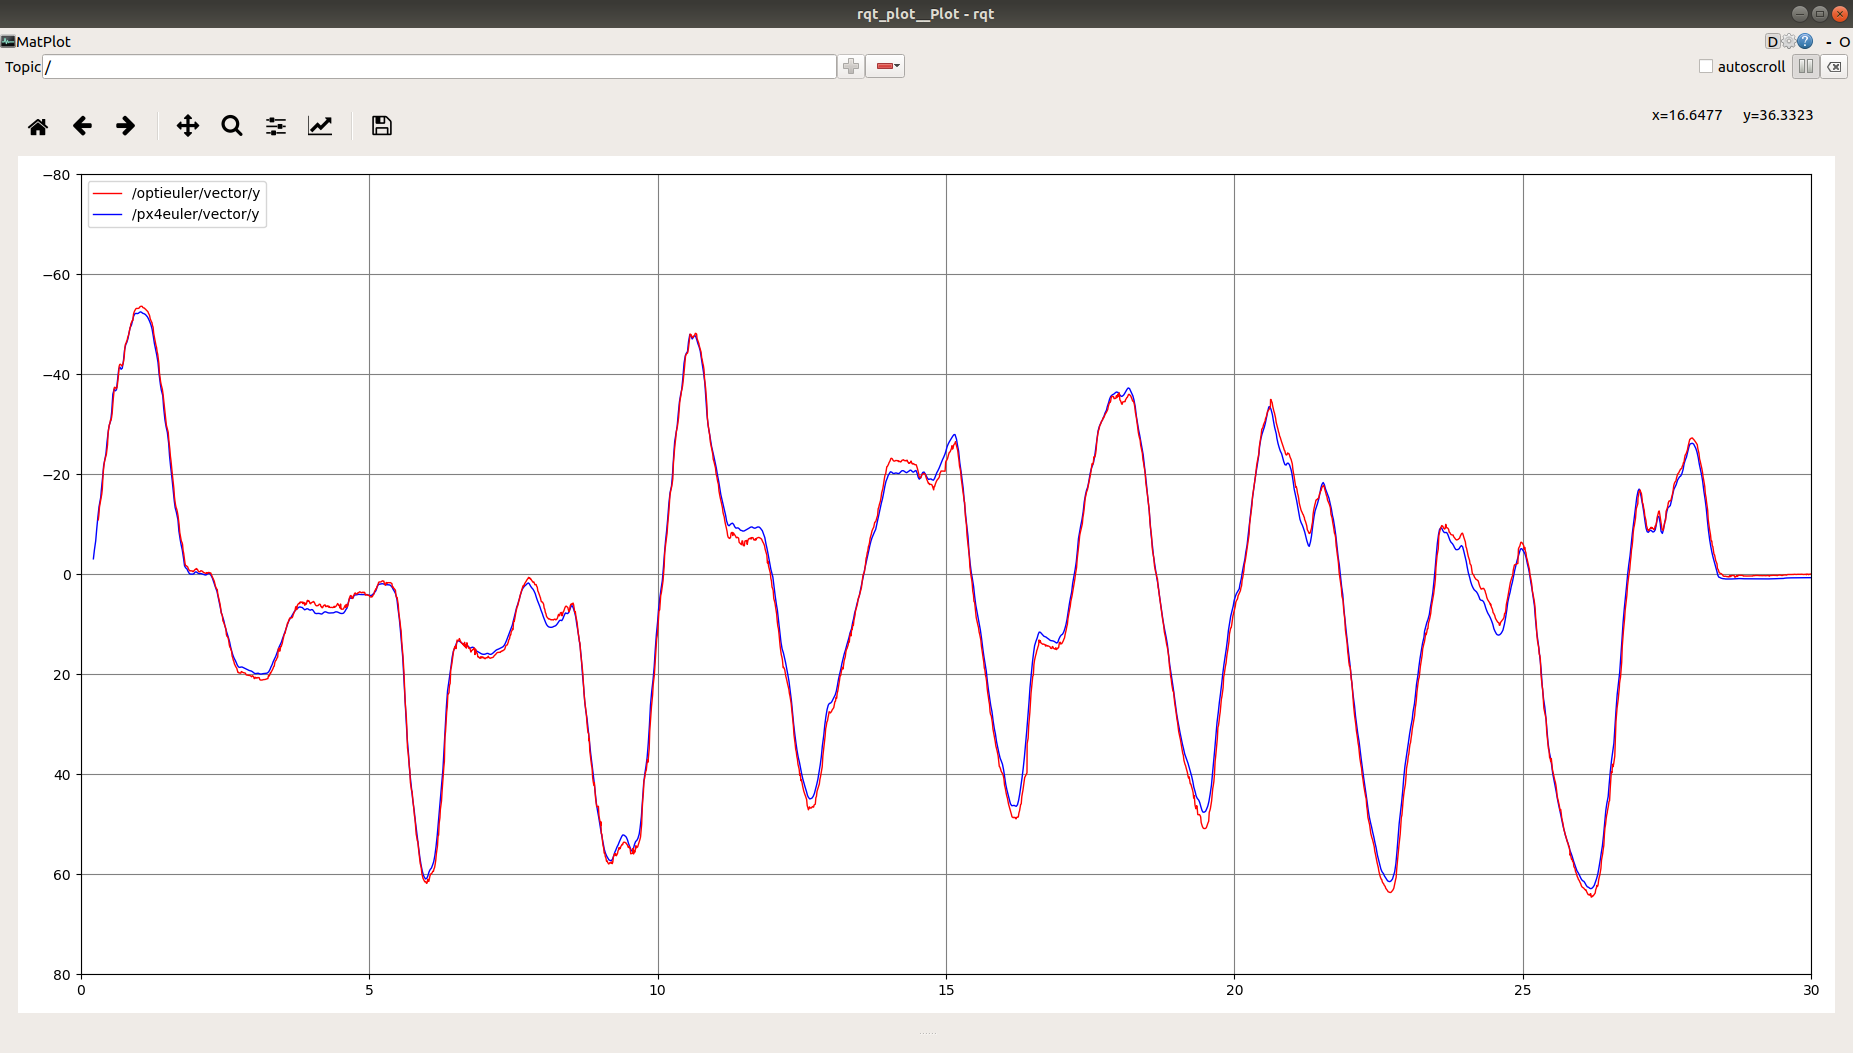 rqt_plot__Plot - rqt
MatPlot
D ? - O
Topic / autoscroll
x=16.6477 y=36.3323
/optieuler/vector/y
/px4euler/vector/y
−80
−60
−40
−20
0
20
40
60
80
0 5 10 15 20 25 30